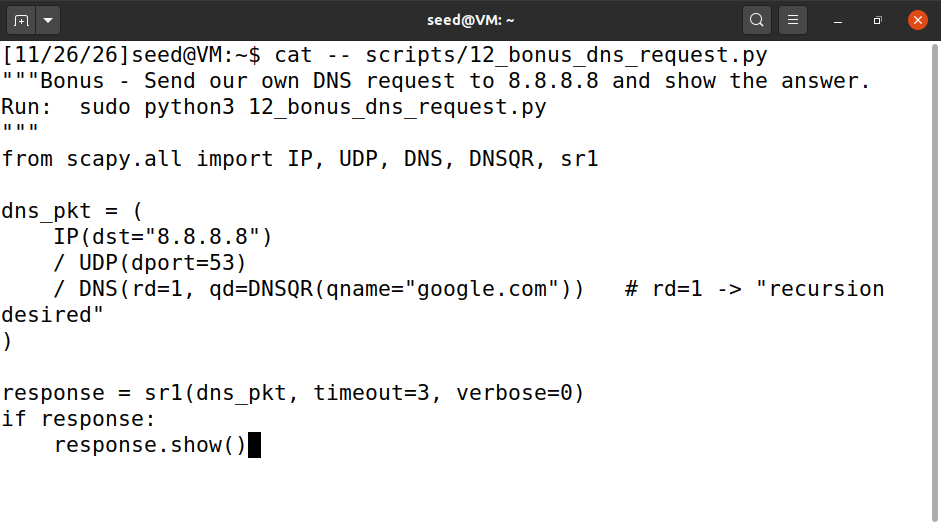 seed@VM: ~
[11/26/26]seed@VM:~$ cat -- scripts/12_bonus_dns_request.py
"""Bonus - Send our own DNS request to 8.8.8.8 and show the answer.
Run:  sudo python3 12_bonus_dns_request.py
"""
from scapy.all import IP, UDP, DNS, DNSQR, sr1

dns_pkt = (
    IP(dst="8.8.8.8")
    / UDP(dport=53)
    / DNS(rd=1, qd=DNSQR(qname="google.com"))   # rd=1 -> "recursion
desired"
)

response = sr1(dns_pkt, timeout=3, verbose=0)
if response:
    response.show()